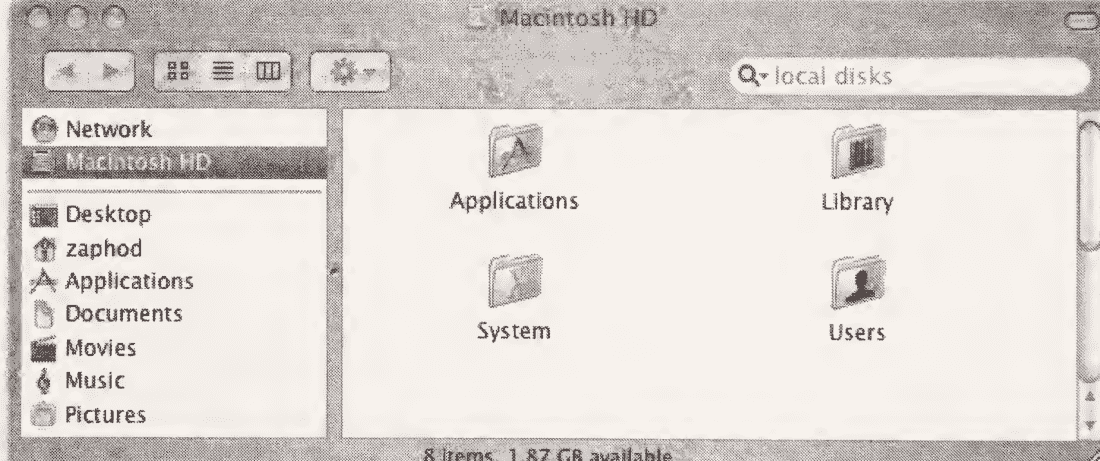 Macintosh HD
local disks
Network
Macintosh HD
Desktop
zaphod
Applications
Documents
Movies
Music
Pictures
Applications
Library
System
Users
8 items, 1.87 GB available